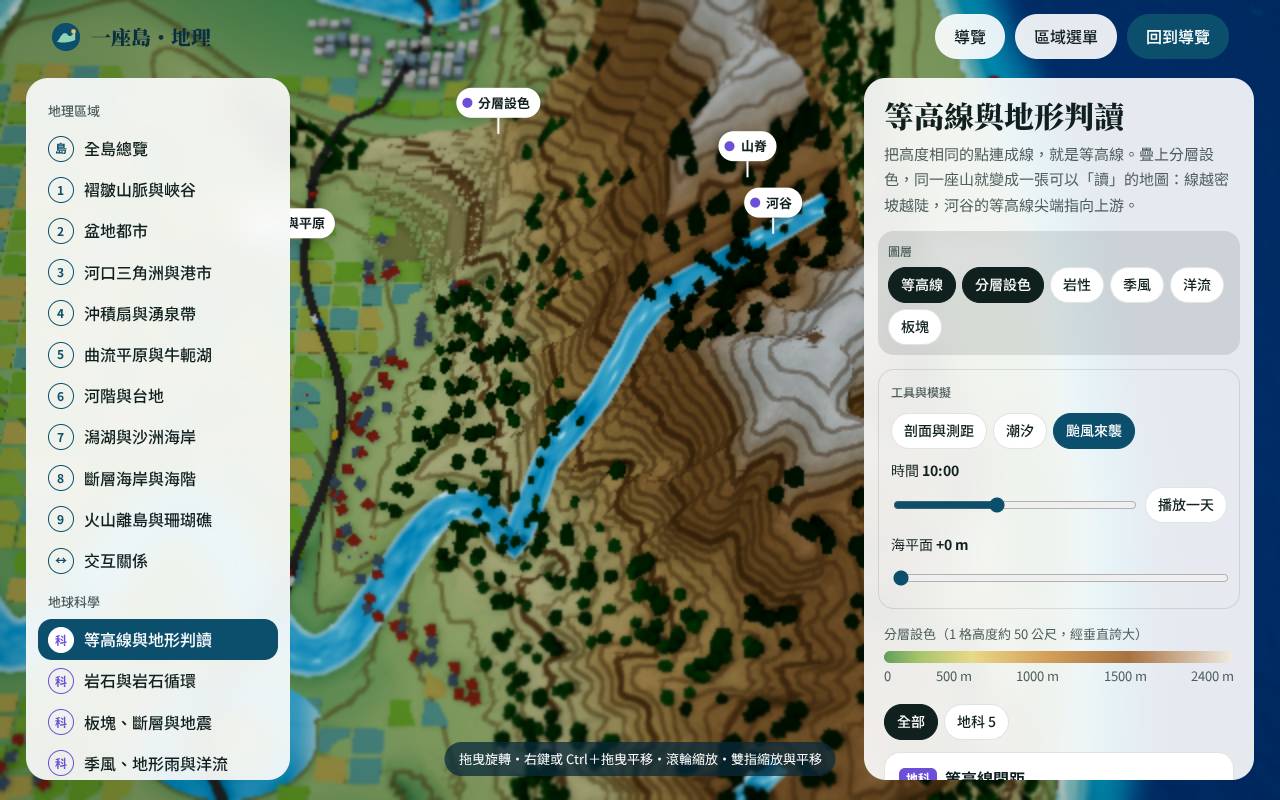 一座島・地理
導覽
區域選單
回到導覽
地理區域
島 全島總覽
1 褶皺山脈與峽谷
2 盆地都市
3 河口三角洲與港市
4 沖積扇與湧泉帶
5 曲流平原與牛軛湖
6 河階與台地
7 潟湖與沙洲海岸
8 斷層海岸與海階
9 火山離島與珊瑚礁
↔ 交互關係
地球科學
科 等高線與地形判讀
科 岩石與岩石循環
科 板塊、斷層與地震
科 季風、地形雨與洋流
分層設色
山脊
河谷
與平原
拖曳旋轉・右鍵或 Ctrl＋拖曳平移・滾輪縮放・雙指縮放與平移
等高線與地形判讀
把高度相同的點連成線，就是等高線。疊上分層設
色，同一座山就變成一張可以「讀」的地圖：線越密
坡越陡，河谷的等高線尖端指向上游。
圖層
等高線 分層設色 岩性 季風 洋流
板塊
工具與模擬
剖面與測距 潮汐 颱風來襲
時間 10:00
播放一天
海平面 +0 m
分層設色（1 格高度約 50 公尺，經垂直誇大）
0 500 m 1000 m 1500 m 2400 m
全部 地科 5
地科 等高線間距